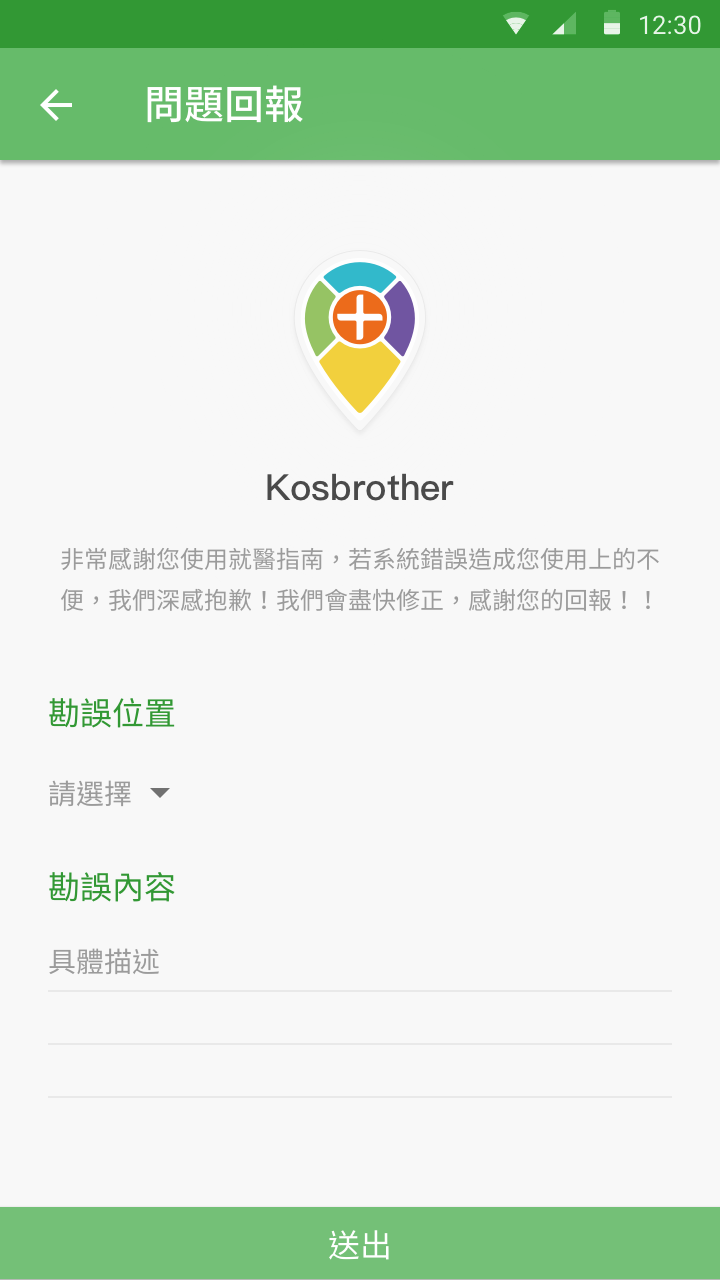 12:30
問題回報
Kosbrother
非常感謝您使用就醫指南，若系統錯誤造成您使用上的不
便，我們深感抱歉！我們會盡快修正，感謝您的回報！！
勘誤位置
請選擇
勘誤內容
具體描述
送出